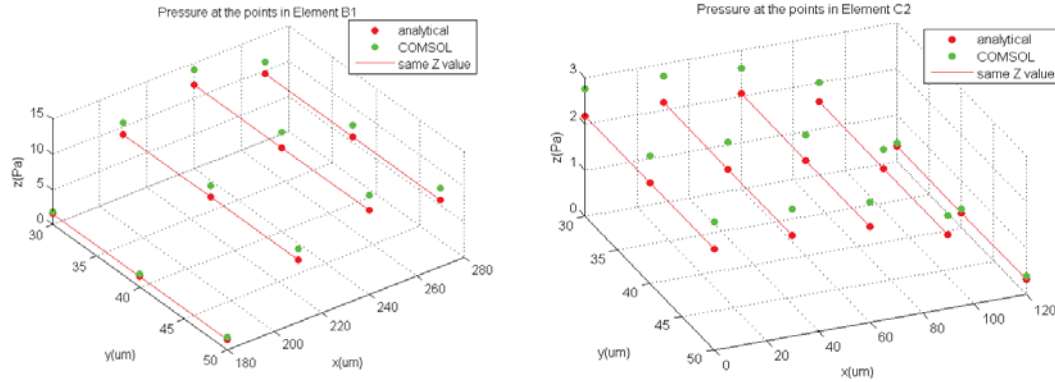 Pressure at the points in Element B1
analytical
COMSOL
same Z value
15
10
5
0
z(Pa)
30
35
40
45
50
y(um)
180
200
220
240
260
280
x(um)
Pressure at the points in Element C2
analytical
COMSOL
same Z value
3
2
1
0
z(Pa)
30
35
40
45
50
y(um)
0
20
40
60
80
100
120
x(um)